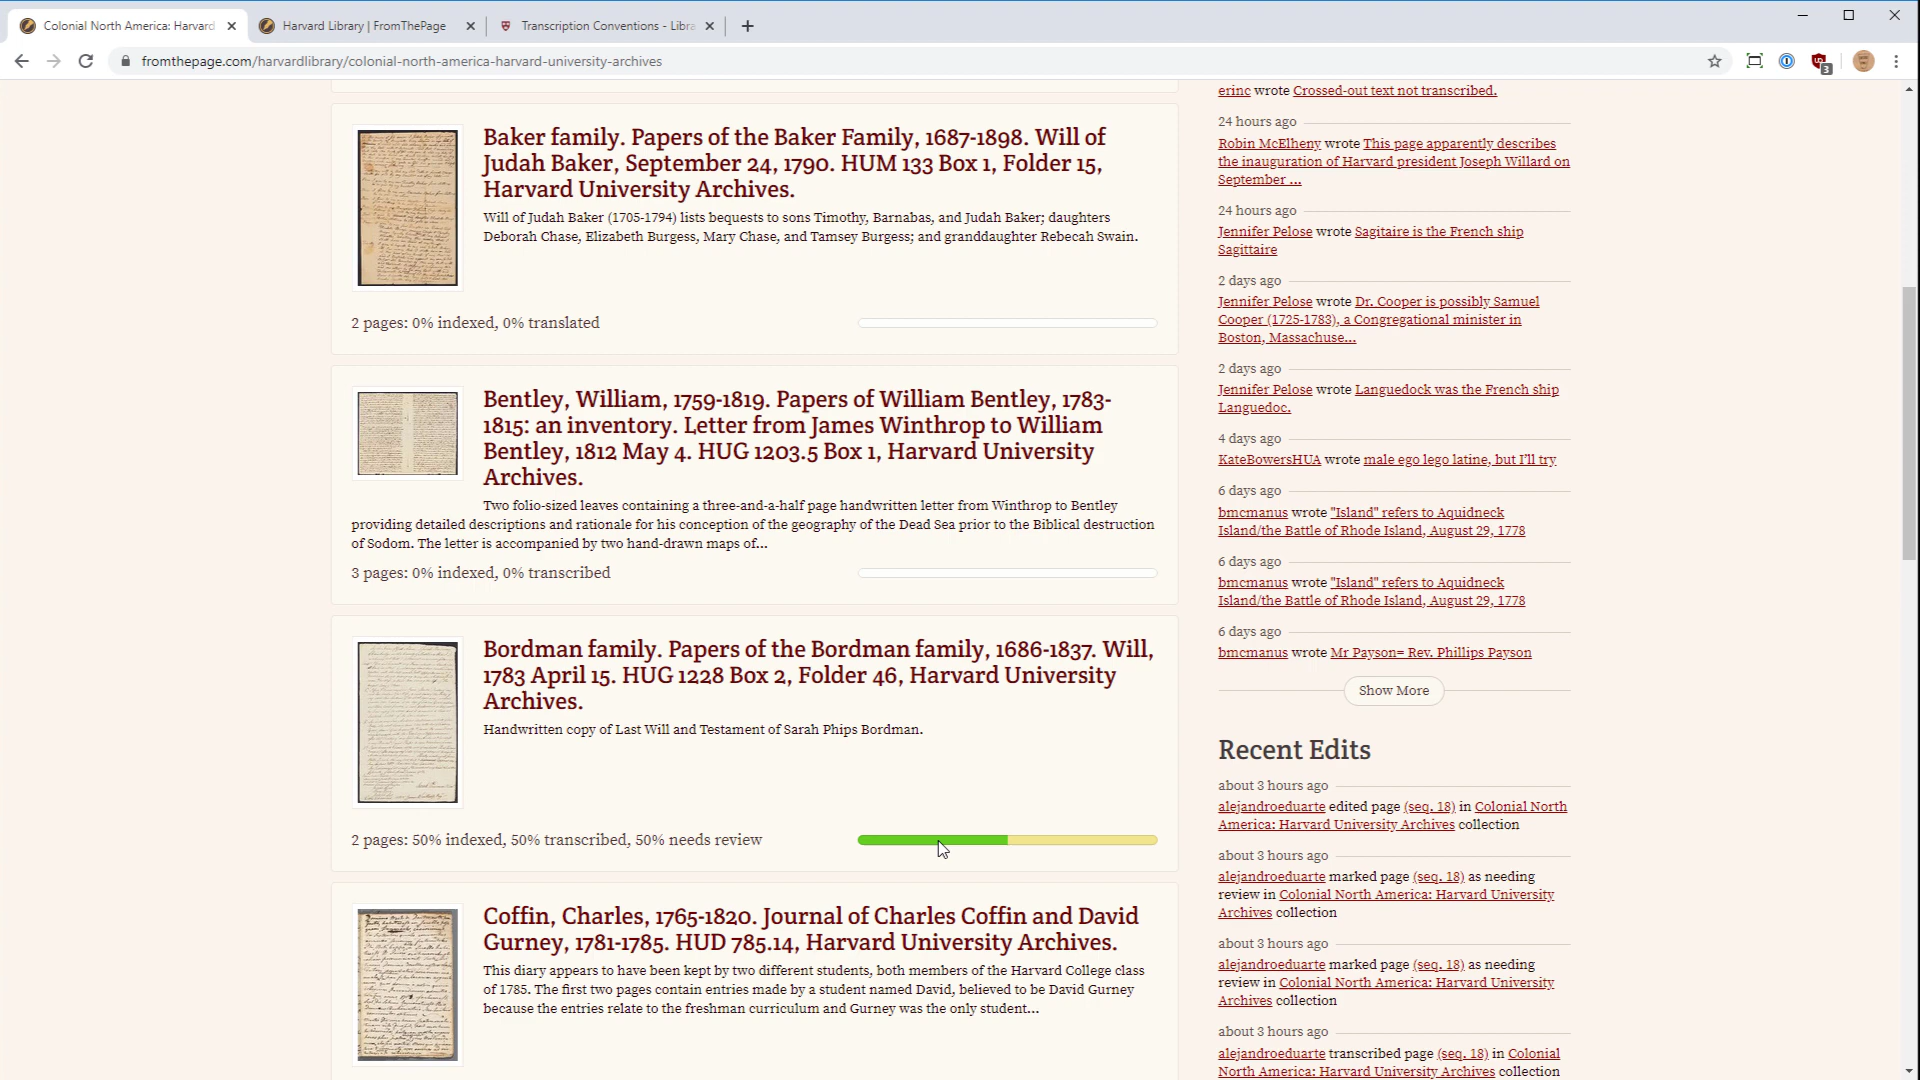 Colonial North America: Harvard
Harvard Library | FromThePage
Transcription Conventions - Libra
fromthepage.com/harvardlibrary/colonial-north-america-harvard-university-archives
3
Baker family. Papers of the Baker Family, 1687-1898. Will of
Judah Baker, September 24, 1790. HUM 133 Box 1, Folder 15,
Harvard University Archives.
Will of Judah Baker (1705-1794) lists bequests to sons Timothy, Barnabas, and Judah Baker; daughters
Deborah Chase, Elizabeth Burgess, Mary Chase, and Tamsey Burgess; and granddaughter Rebecah Swain.
2 pages: 0% indexed, 0% translated
Bentley, William, 1759-1819. Papers of William Bentley, 1783-
1815: an inventory. Letter from James Winthrop to William
Bentley, 1812 May 4. HUG 1203.5 Box 1, Harvard University
Archives.
Two folio-sized leaves containing a three-and-a-half page handwritten letter from Winthrop to Bentley
providing detailed descriptions and rationale for his conception of the geography of the Dead Sea prior to the Biblical destruction
of Sodom. The letter is accompanied by two hand-drawn maps of...
3 pages: 0% indexed, 0% transcribed
Bordman family. Papers of the Bordman family, 1686-1837. Will,
1783 April 15. HUG 1228 Box 2, Folder 46, Harvard University
Archives.
Handwritten copy of Last Will and Testament of Sarah Phips Bordman.
2 pages: 50% indexed, 50% transcribed, 50% needs review
Coffin, Charles, 1765-1820. Journal of Charles Coffin and David
Gurney, 1781-1785. HUD 785.14, Harvard University Archives.
This diary appears to have been kept by two different students, both members of the Harvard College class
of 1785. The first two pages contain entries made by a student named David, believed to be David Gurney
because the entries relate to the freshman curriculum and Gurney was the only student...
erinc wrote Crossed-out text not transcribed.
24 hours ago
Robin McElheny wrote This page apparently describes
the inauguration of Harvard president Joseph Willard on
September ...
24 hours ago
Jennifer Pelose wrote Sagitaire is the French ship
Sagittaire
2 days ago
Jennifer Pelose wrote Dr. Cooper is possibly Samuel
Cooper (1725-1783), a Congregational minister in
Boston, Massachuse...
2 days ago
Jennifer Pelose wrote Languedock was the French ship
Languedoc.
4 days ago
KateBowersHUA wrote male ego lego latine, but I'll try
6 days ago
bmcmanus wrote "Island" refers to Aquidneck
Island/the Battle of Rhode Island, August 29, 1778
6 days ago
bmcmanus wrote "Island" refers to Aquidneck
Island/the Battle of Rhode Island, August 29, 1778
6 days ago
bmcmanus wrote Mr Payson= Rev. Phillips Payson
Show More
Recent Edits
about 3 hours ago
alejandroeduarte edited page (seq. 18) in Colonial North
America: Harvard University Archives collection
about 3 hours ago
alejandroeduarte marked page (seq. 18) as needing
review in Colonial North America: Harvard University
Archives collection
about 3 hours ago
alejandroeduarte marked page (seq. 18) as needing
review in Colonial North America: Harvard University
Archives collection
about 3 hours ago
alejandroeduarte transcribed page (seq. 18) in Colonial
North America: Harvard University Archives collection